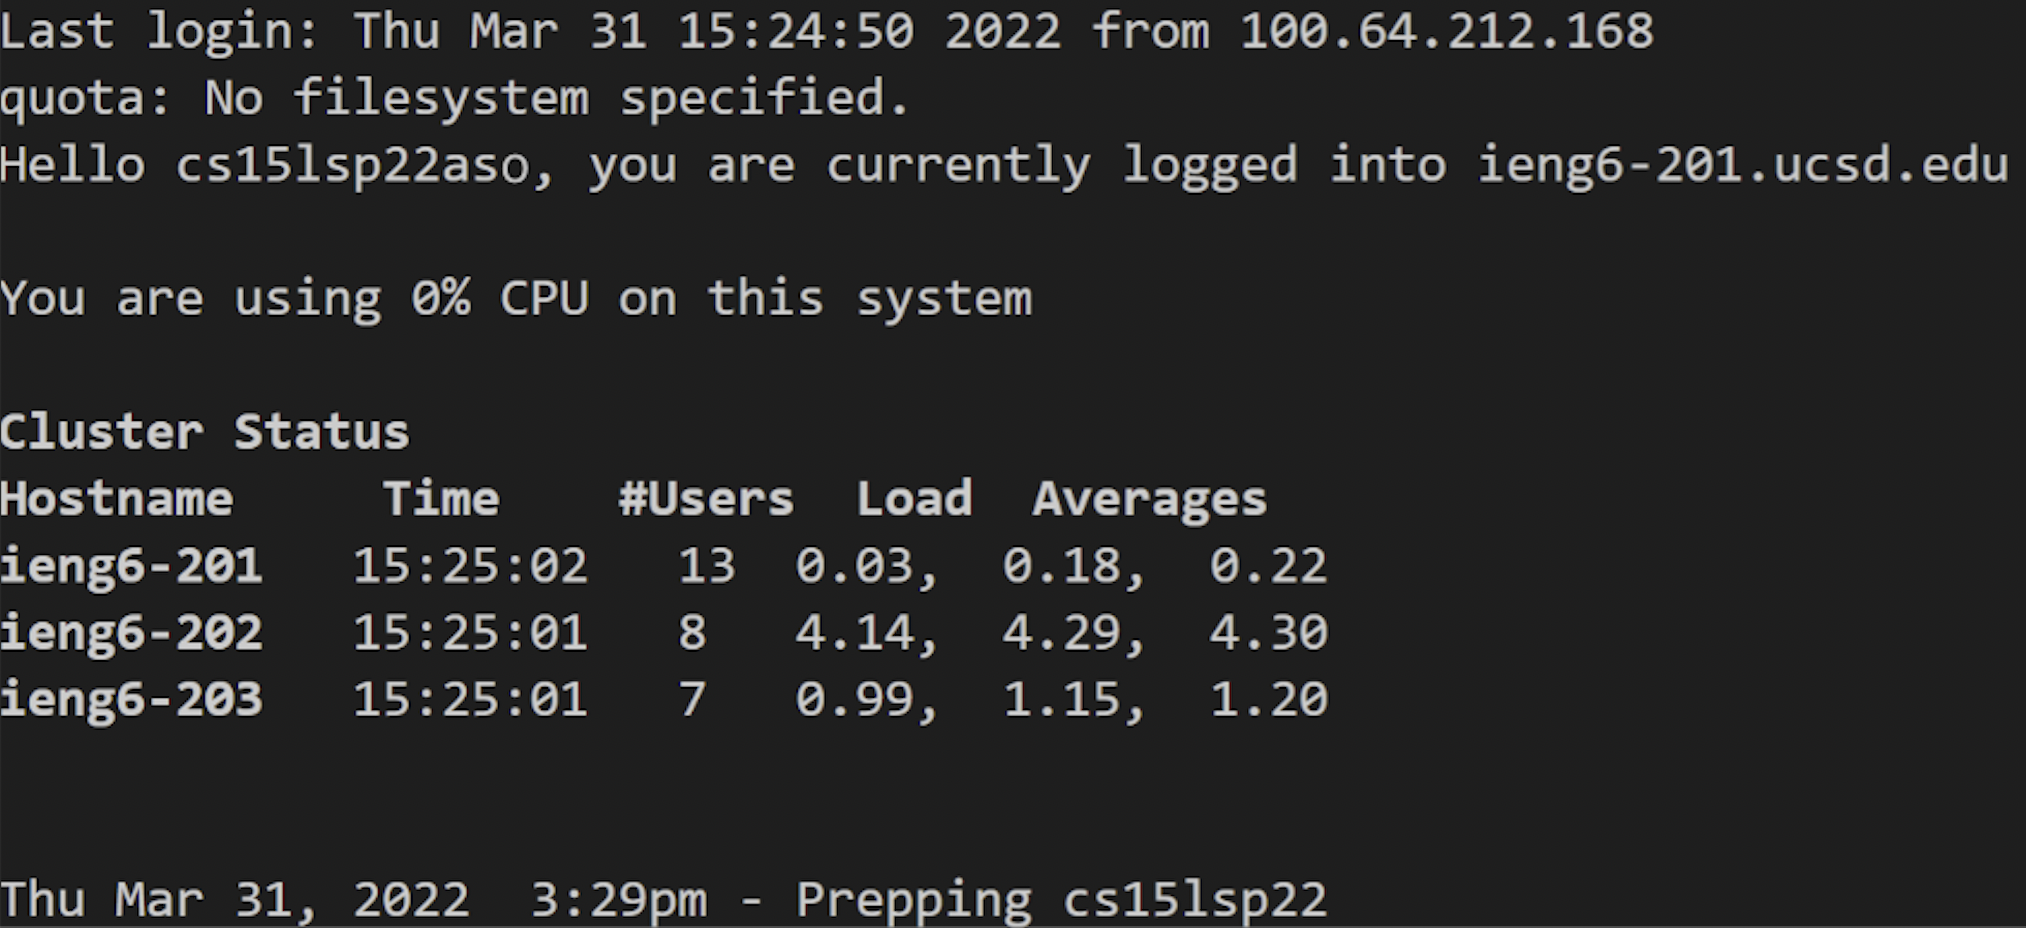 Last login: Thu Mar 31 15:24:50 2022 from 100.64.212.168
quota: No filesystem specified.
Hello cs15lsp22aso, you are currently logged into ieng6-201.ucsd.edu
You are using 0% CPU on this system
Cluster Status
Hostname Time #Users Load Averages
ieng6-201 15:25:02 13 0.03, 0.18, 0.22
ieng6-202 15:25:01 8 4.14, 4.29, 4.30
ieng6-203 15:25:01 7 0.99, 1.15, 1.20
Thu Mar 31, 2022 3:29pm - Prepping cs15lsp22